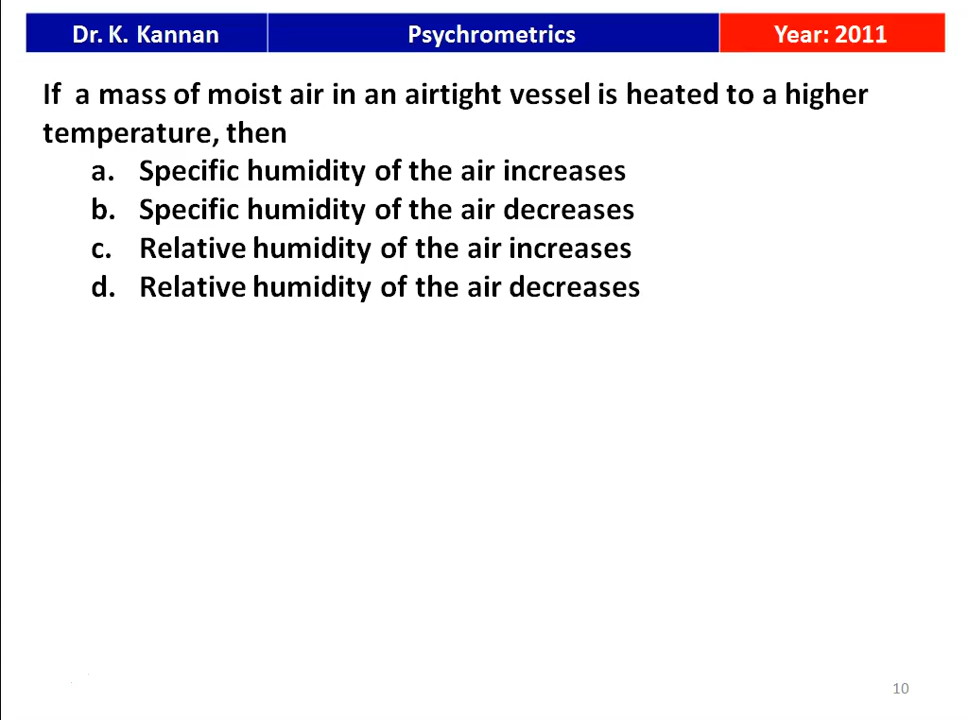 Dr. K. Kannan Psychrometrics Year: 2011
If a mass of moist air in an airtight vessel is heated to a higher
temperature, then
a. Specific humidity of the air increases
b. Specific humidity of the air decreases
c. Relative humidity of the air increases
d. Relative humidity of the air decreases
10